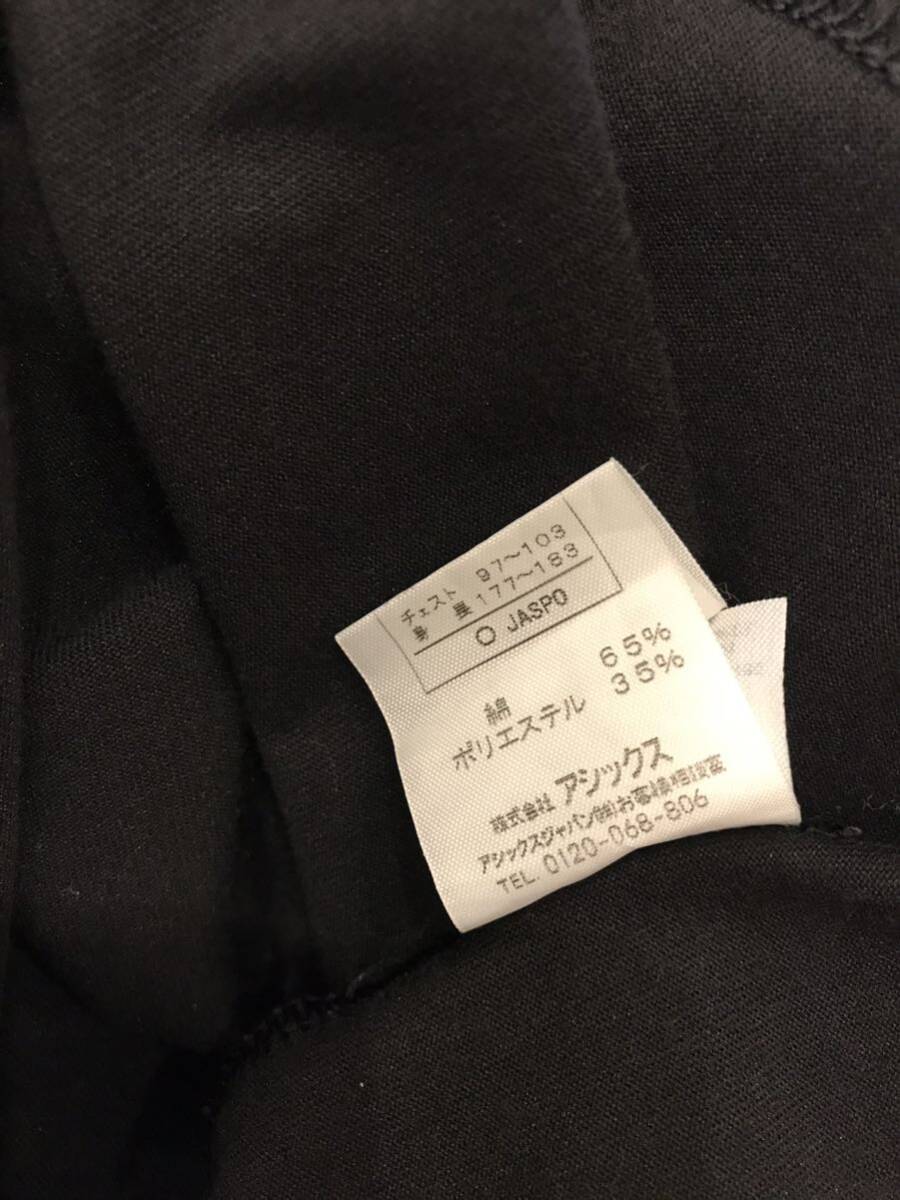 チェスト 97～103
身 長 177～183
O JASPO
綿 65%
ポリエステル 35%
株式会社 アシックス
アシックスジャパン(株)お客様相談室
TEL. 0120-068-806